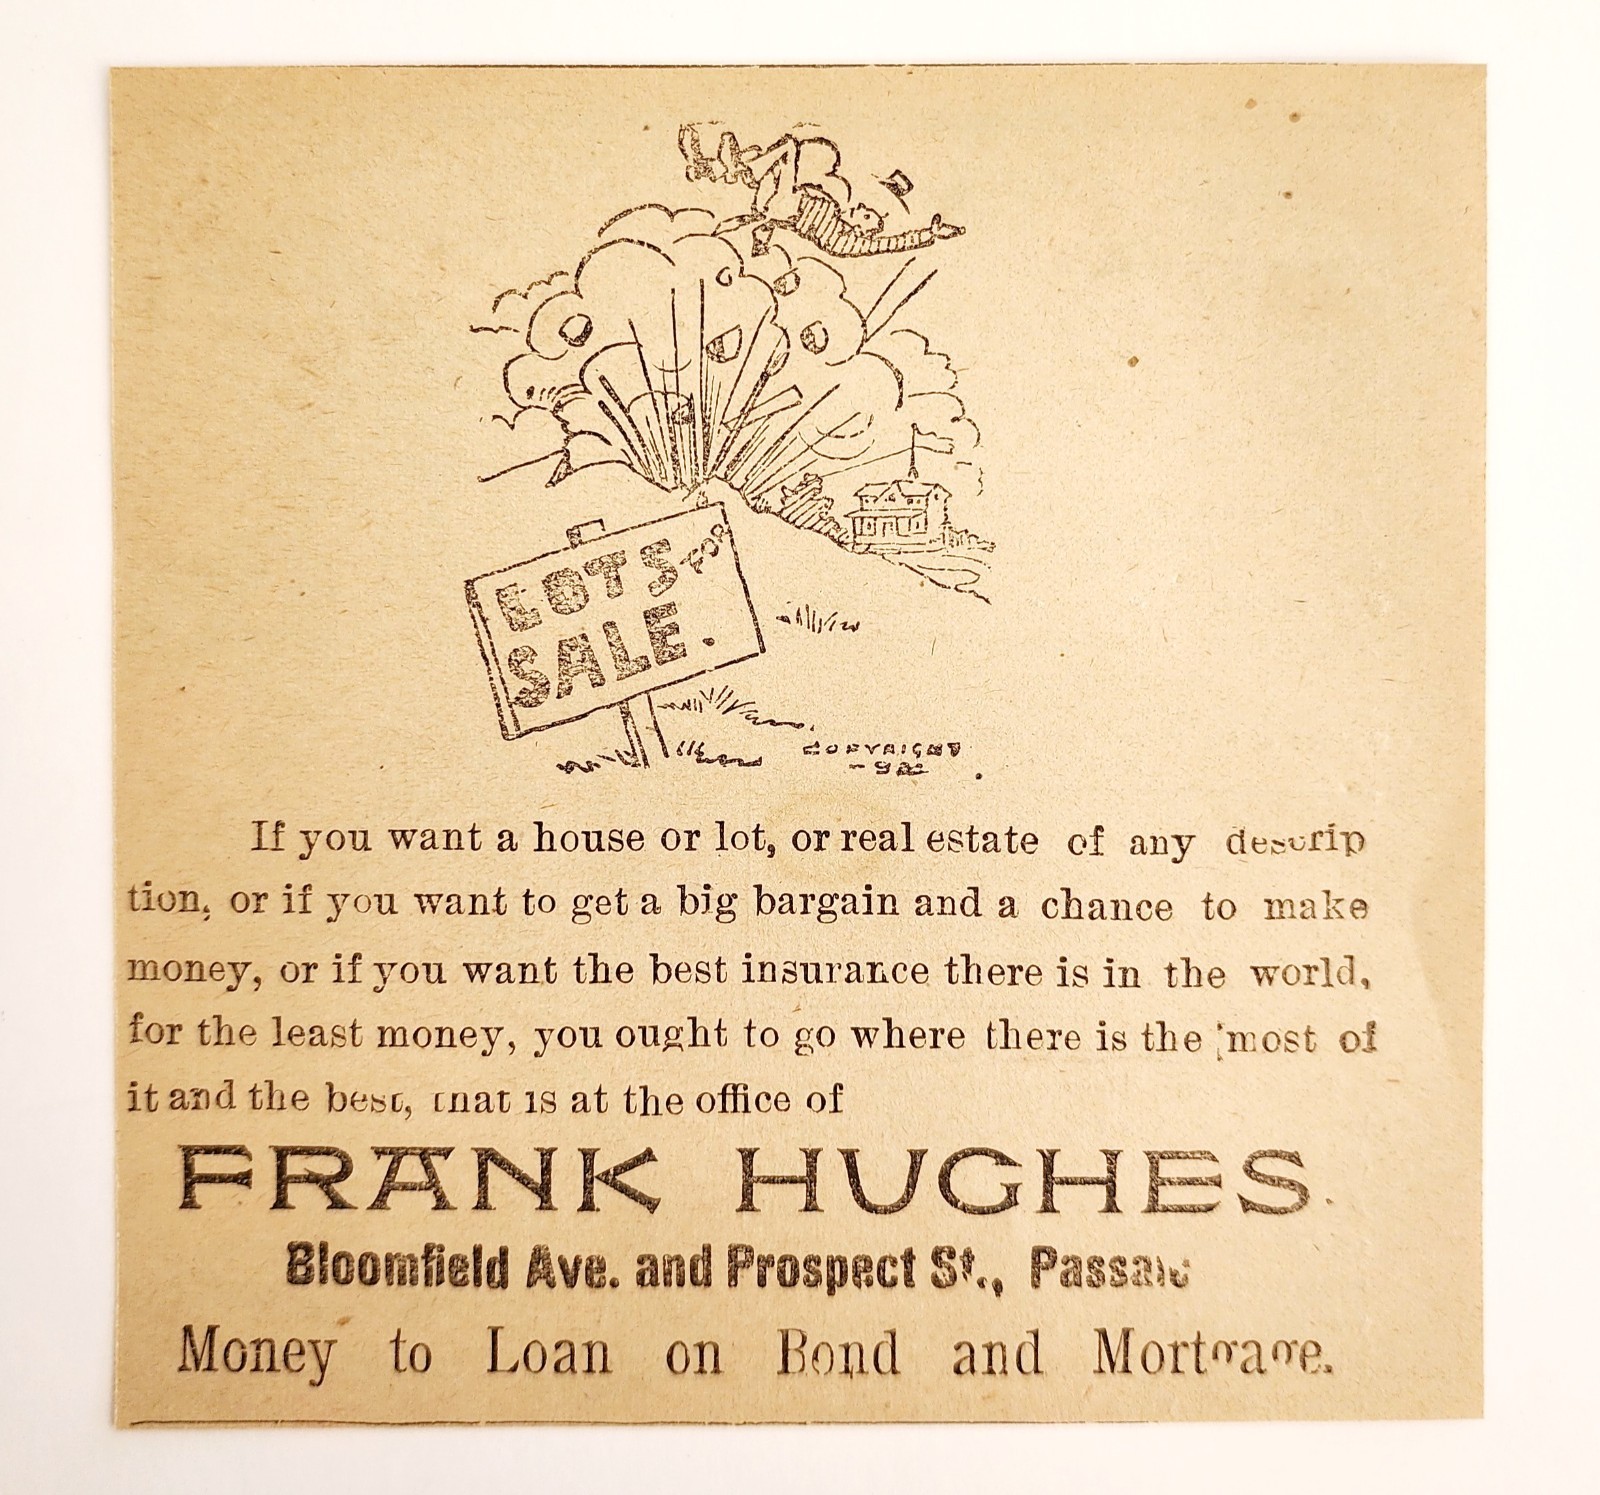 LOTS FOR
SALE.
COPYRIGHT
If you want a house or lot, or real estate of any descrip
tion, or if you want to get a big bargain and a chance to make
money, or if you want the best insurance there is in the world,
for the least money, you ought to go where there is the most of
it and the best, that is at the office of
FRANK HUGHES.
Bloomfield Ave. and Prospect St., Passaic
Money to Loan on Bond and Mortgage.